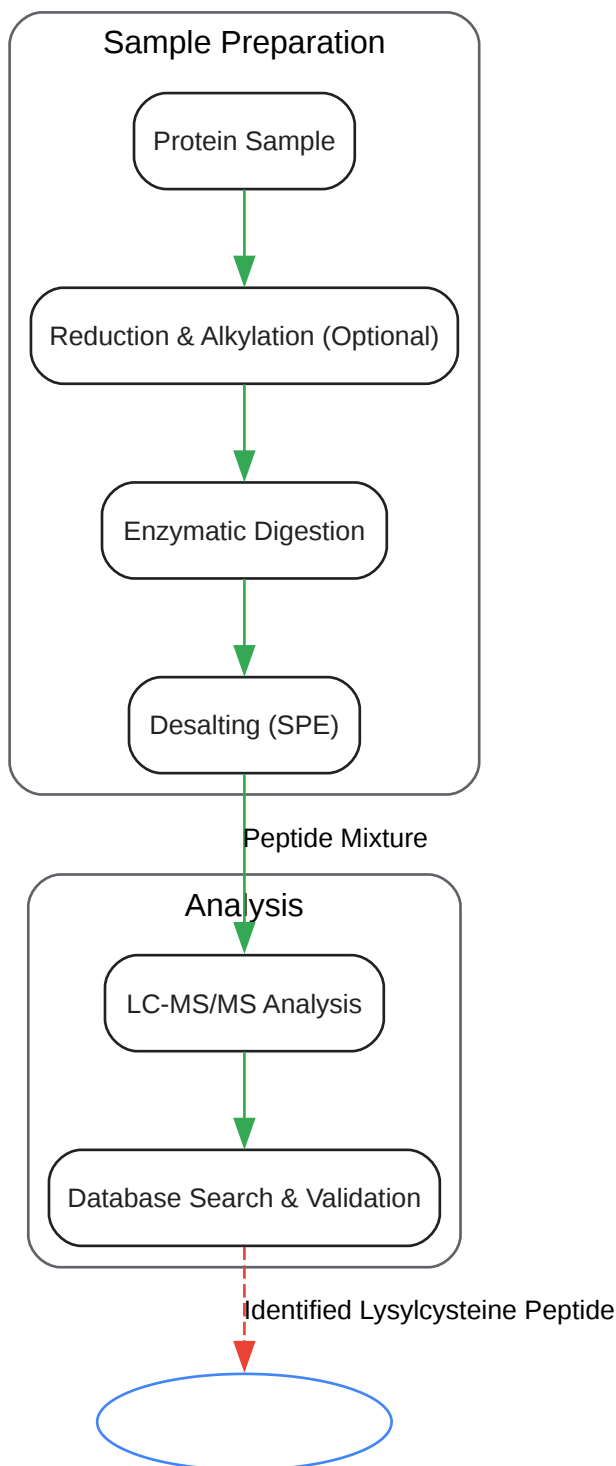 Sample Preparation
Protein Sample
Reduction & Alkylation (Optional)
Enzymatic Digestion
Desalting (SPE)
Peptide Mixture
Analysis
LC-MS/MS Analysis
Database Search & Validation
Identified Lysylcysteine Peptide